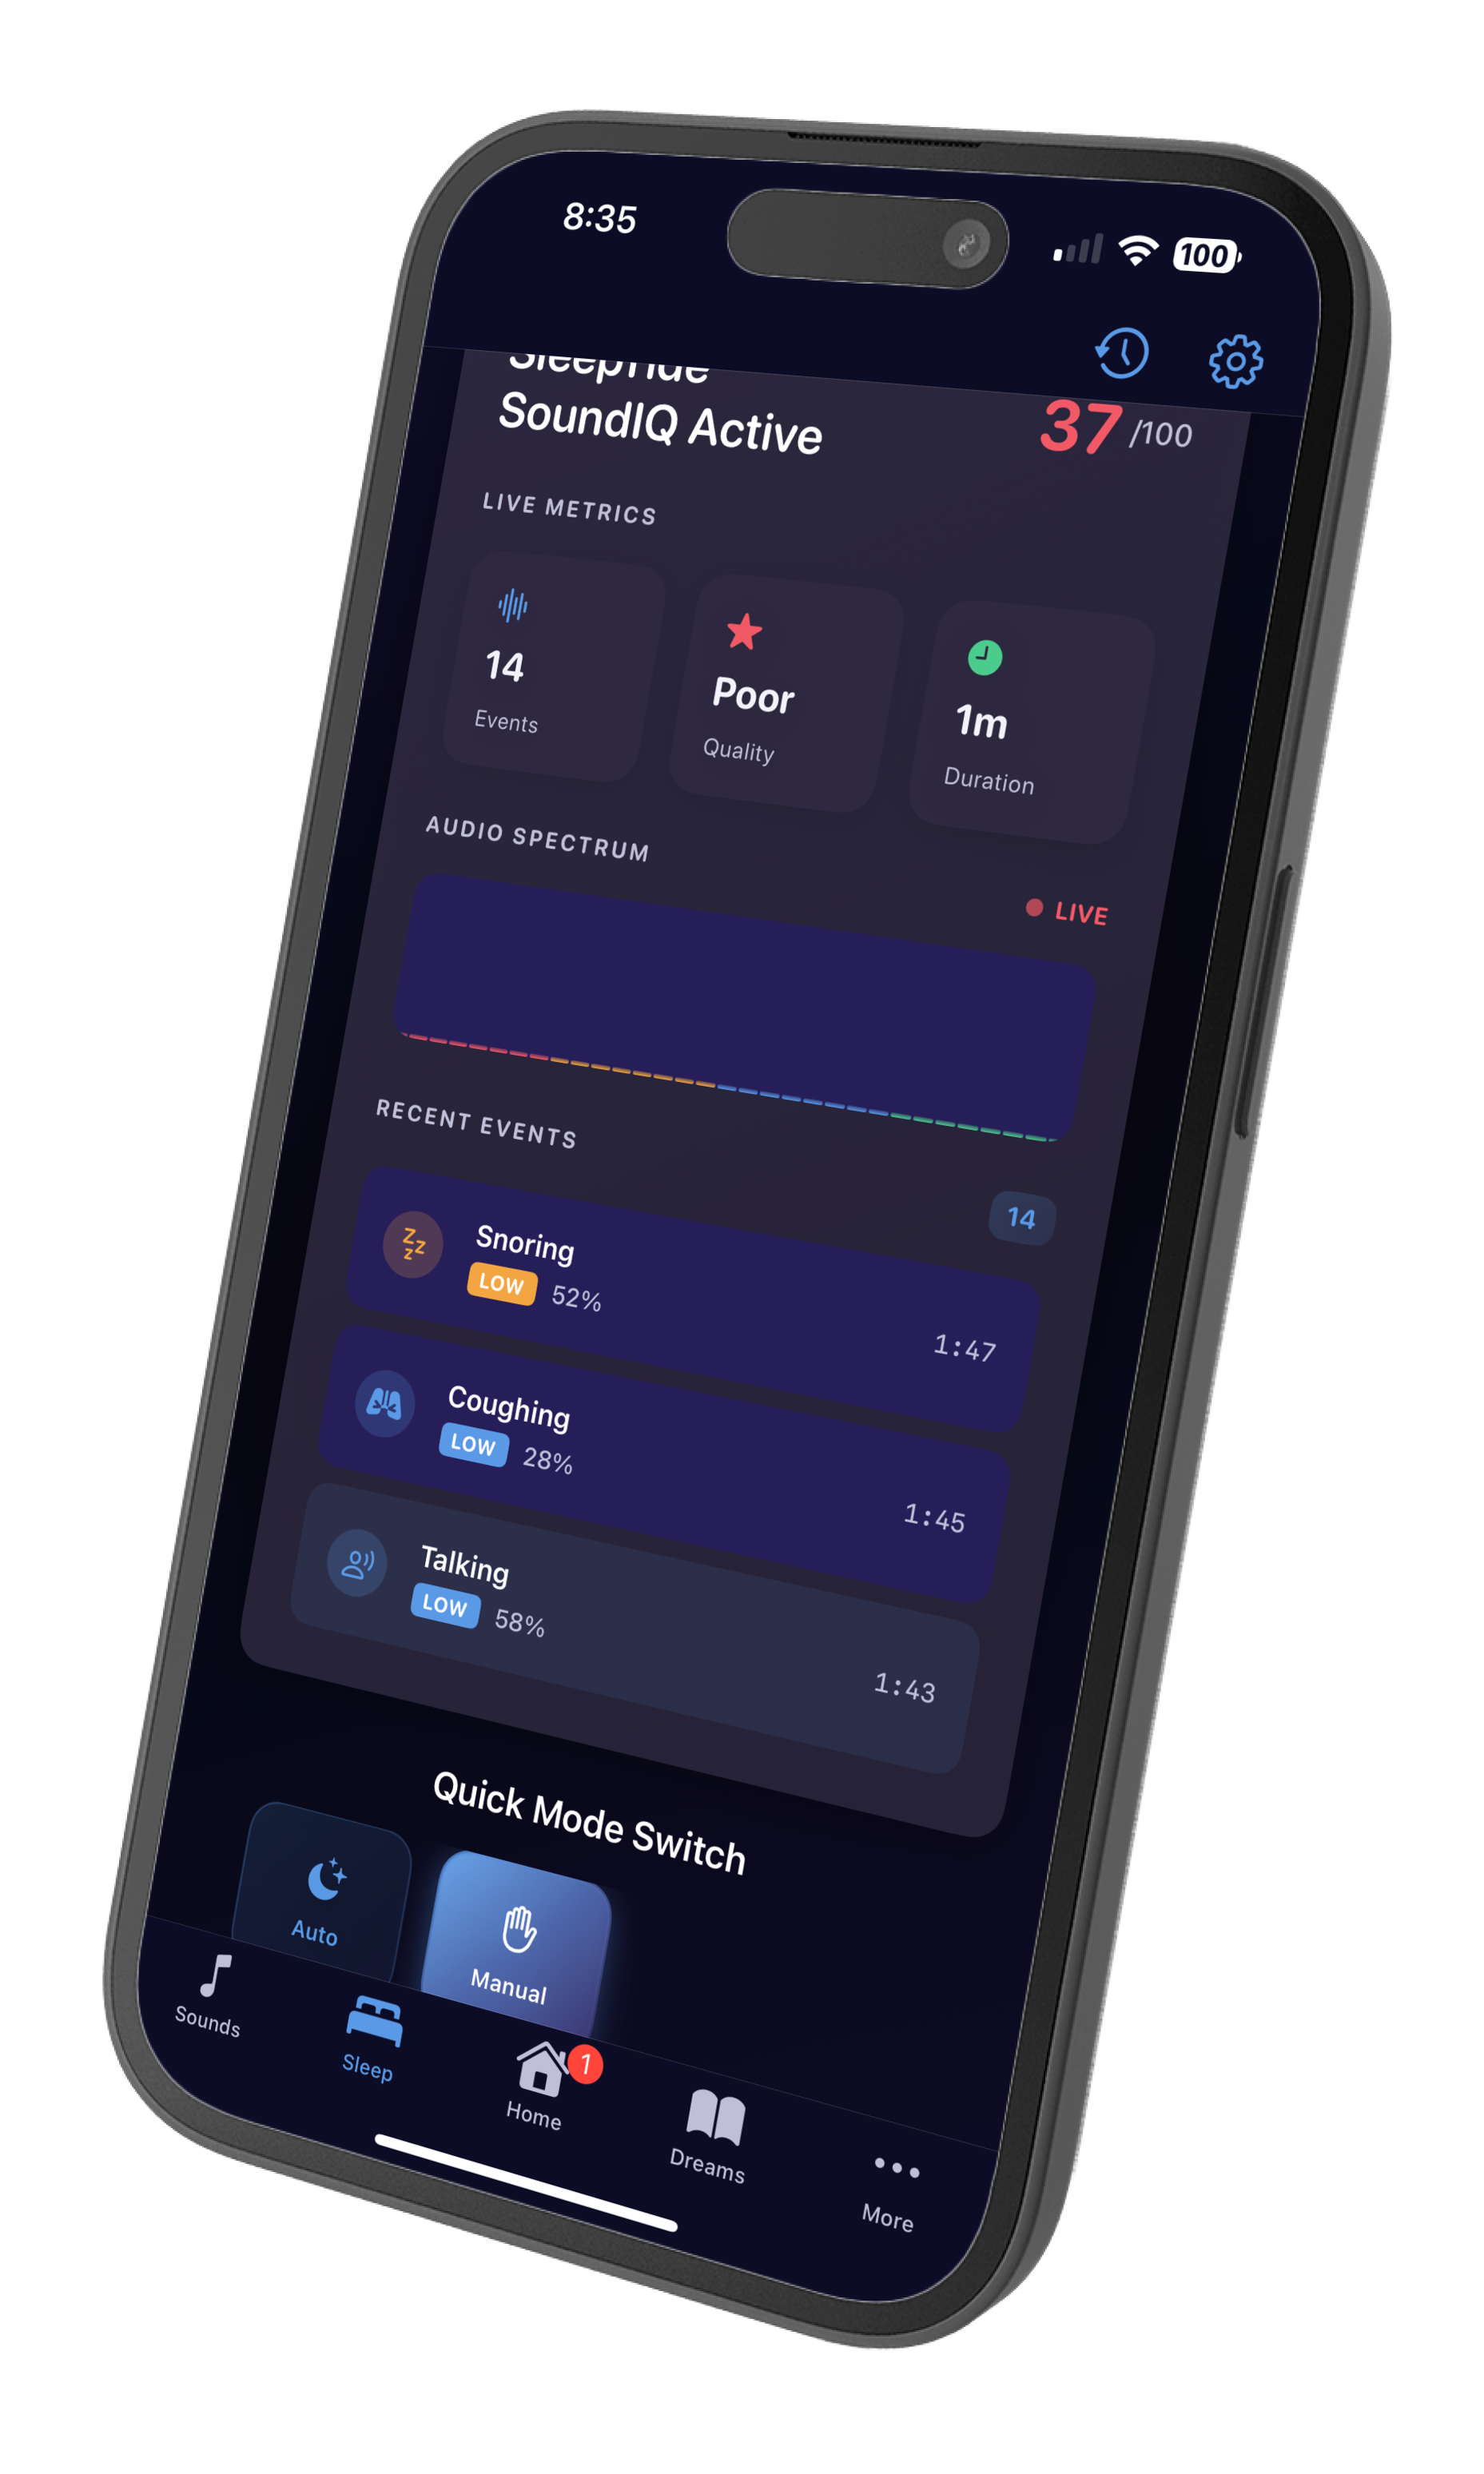 8:35
100
SleepTide
SoundIQ Active
37 /100
LIVE METRICS
14
Events
Poor
Quality
1m
Duration
AUDIO SPECTRUM
LIVE
RECENT EVENTS
14
Snoring
LOW 52%
1:47
Coughing
LOW 28%
1:45
Talking
LOW 58%
1:43
Quick Mode Switch
Auto
Manual
Sounds
Sleep
1
Home
Dreams
More